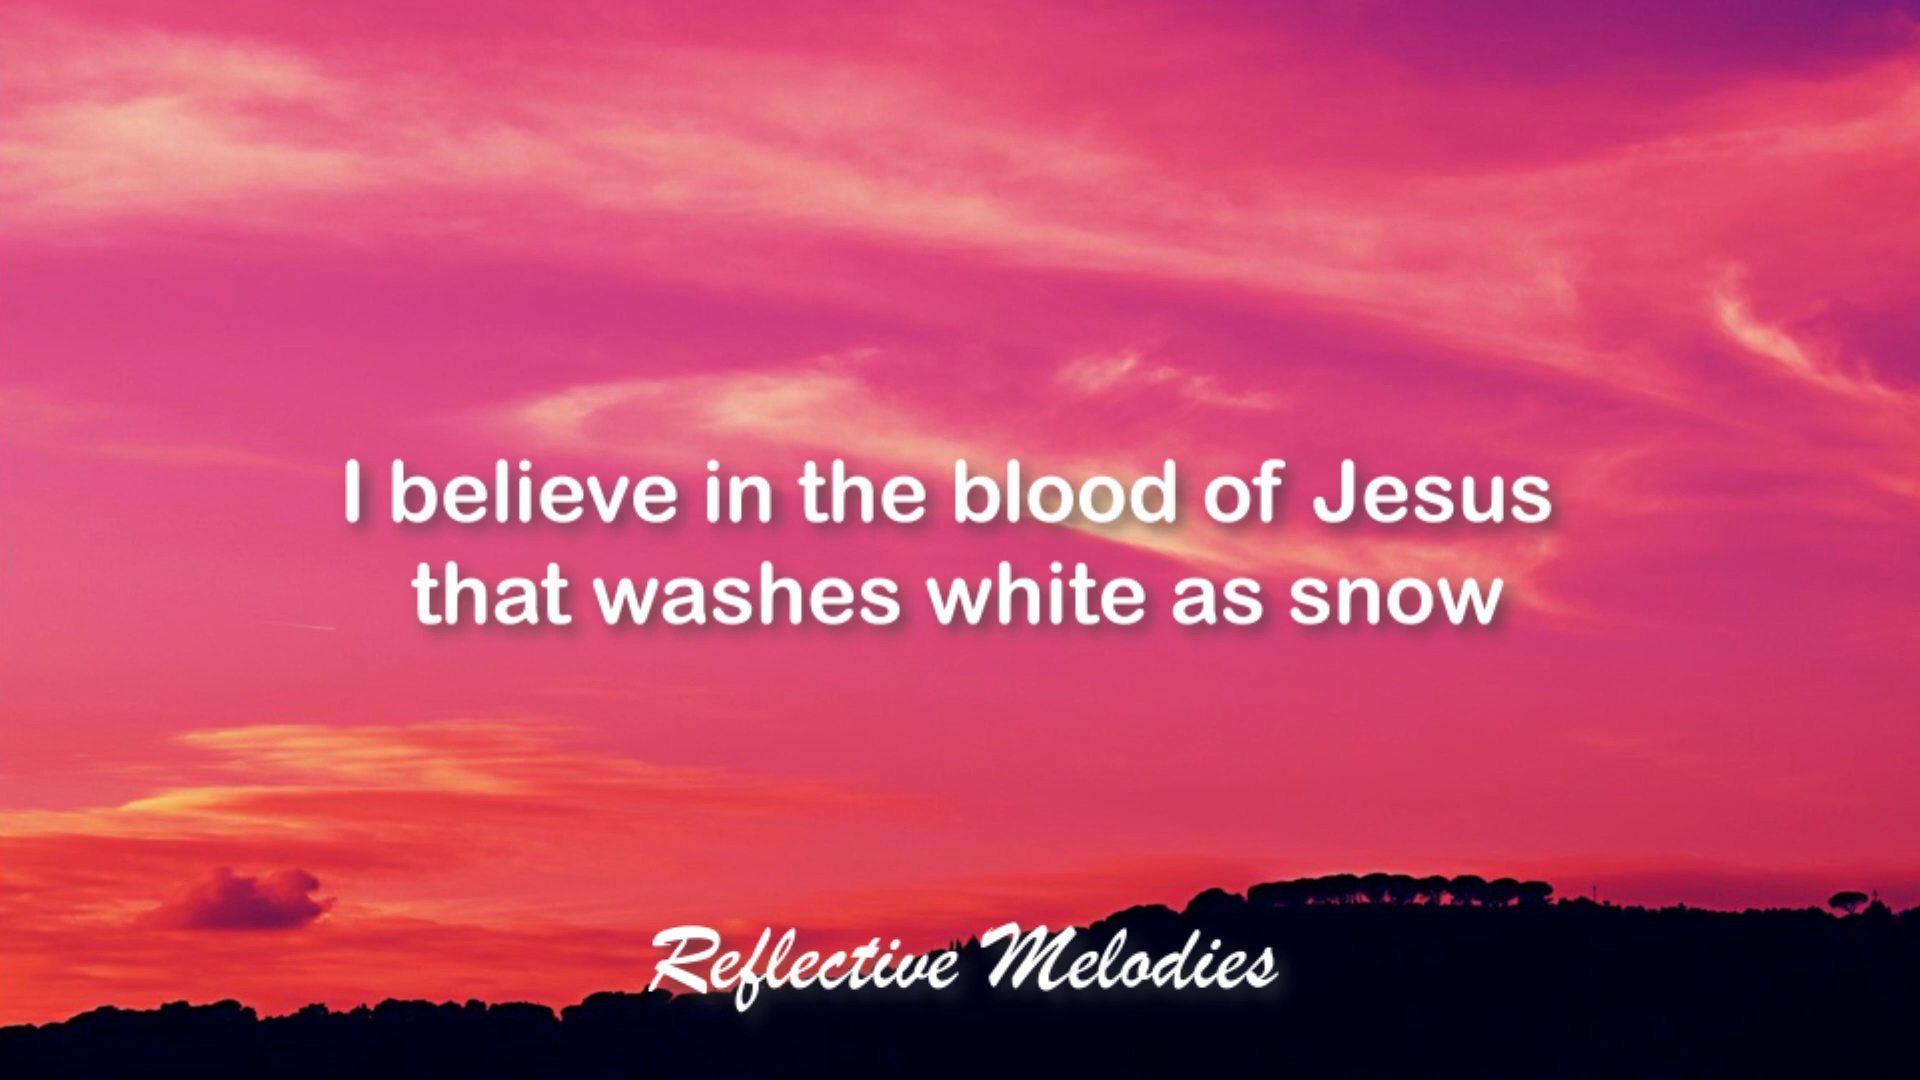 I believe in the blood of Jesus
that washes white as snow
Reflective Melodies